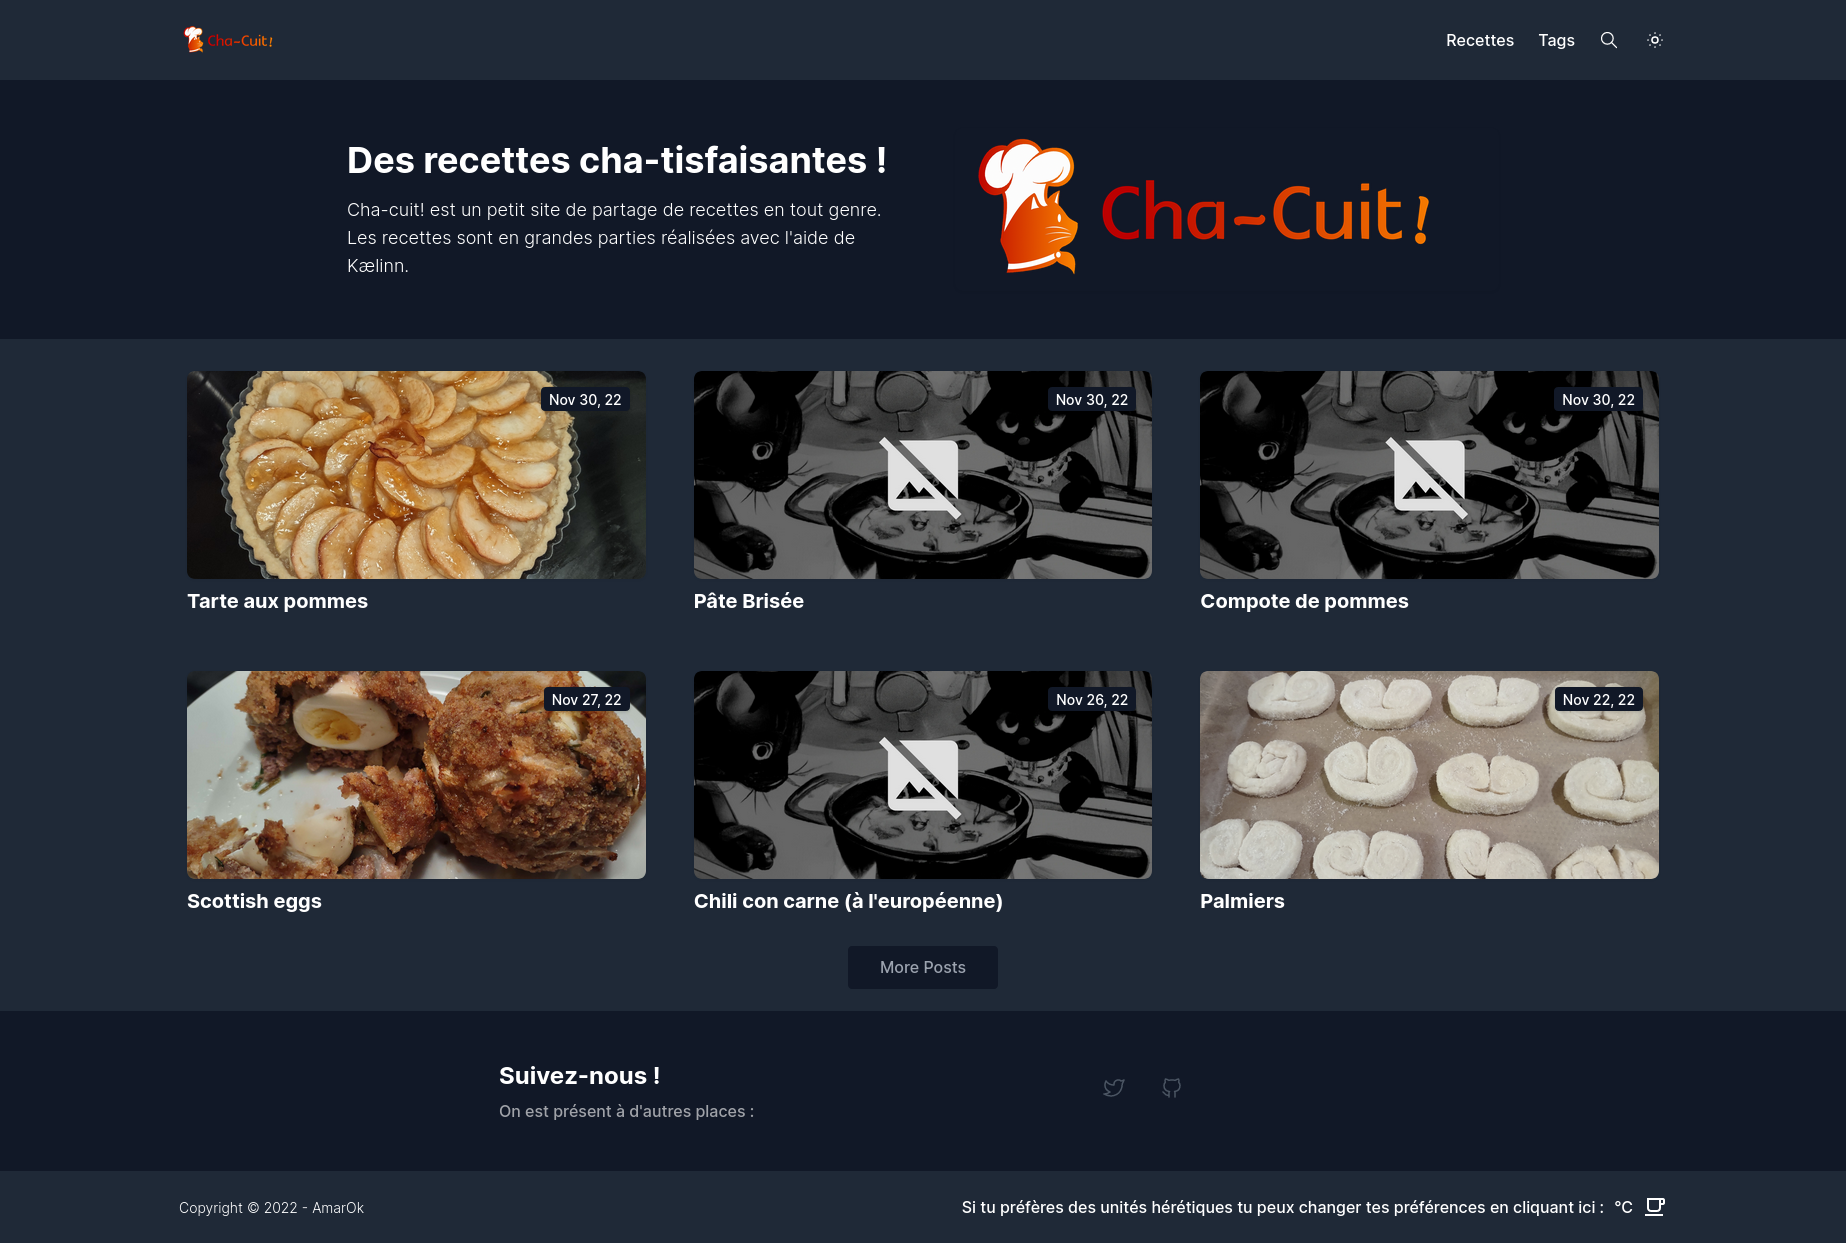 Cha~Cuit!
Recettes
Tags
Des recettes cha-tisfaisantes !
Cha-cuit! est un petit site de partage de recettes en tout genre.
Les recettes sont en grandes parties réalisées avec l'aide de
Kælinn.
Cha~Cuit!
Nov 30, 22
Nov 30, 22
Nov 30, 22
Tarte aux pommes
Pâte Brisée
Compote de pommes
Nov 27, 22
Nov 26, 22
Nov 22, 22
Scottish eggs
Chili con carne (à l'européenne)
Palmiers
More Posts
Suivez-nous !
On est présent à d'autres places :
Copyright © 2022 - AmarOk
Si tu préfères des unités hérétiques tu peux changer tes préférences en cliquant ici : °C